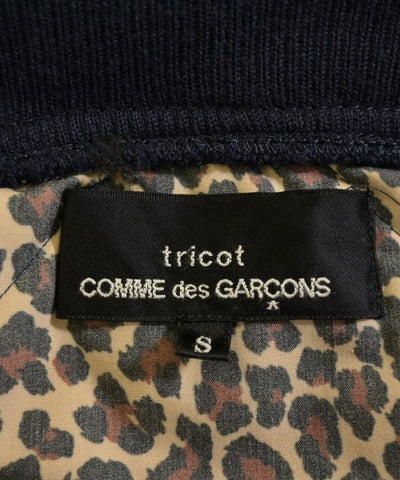 tricot
COMME des GARÇONS
S